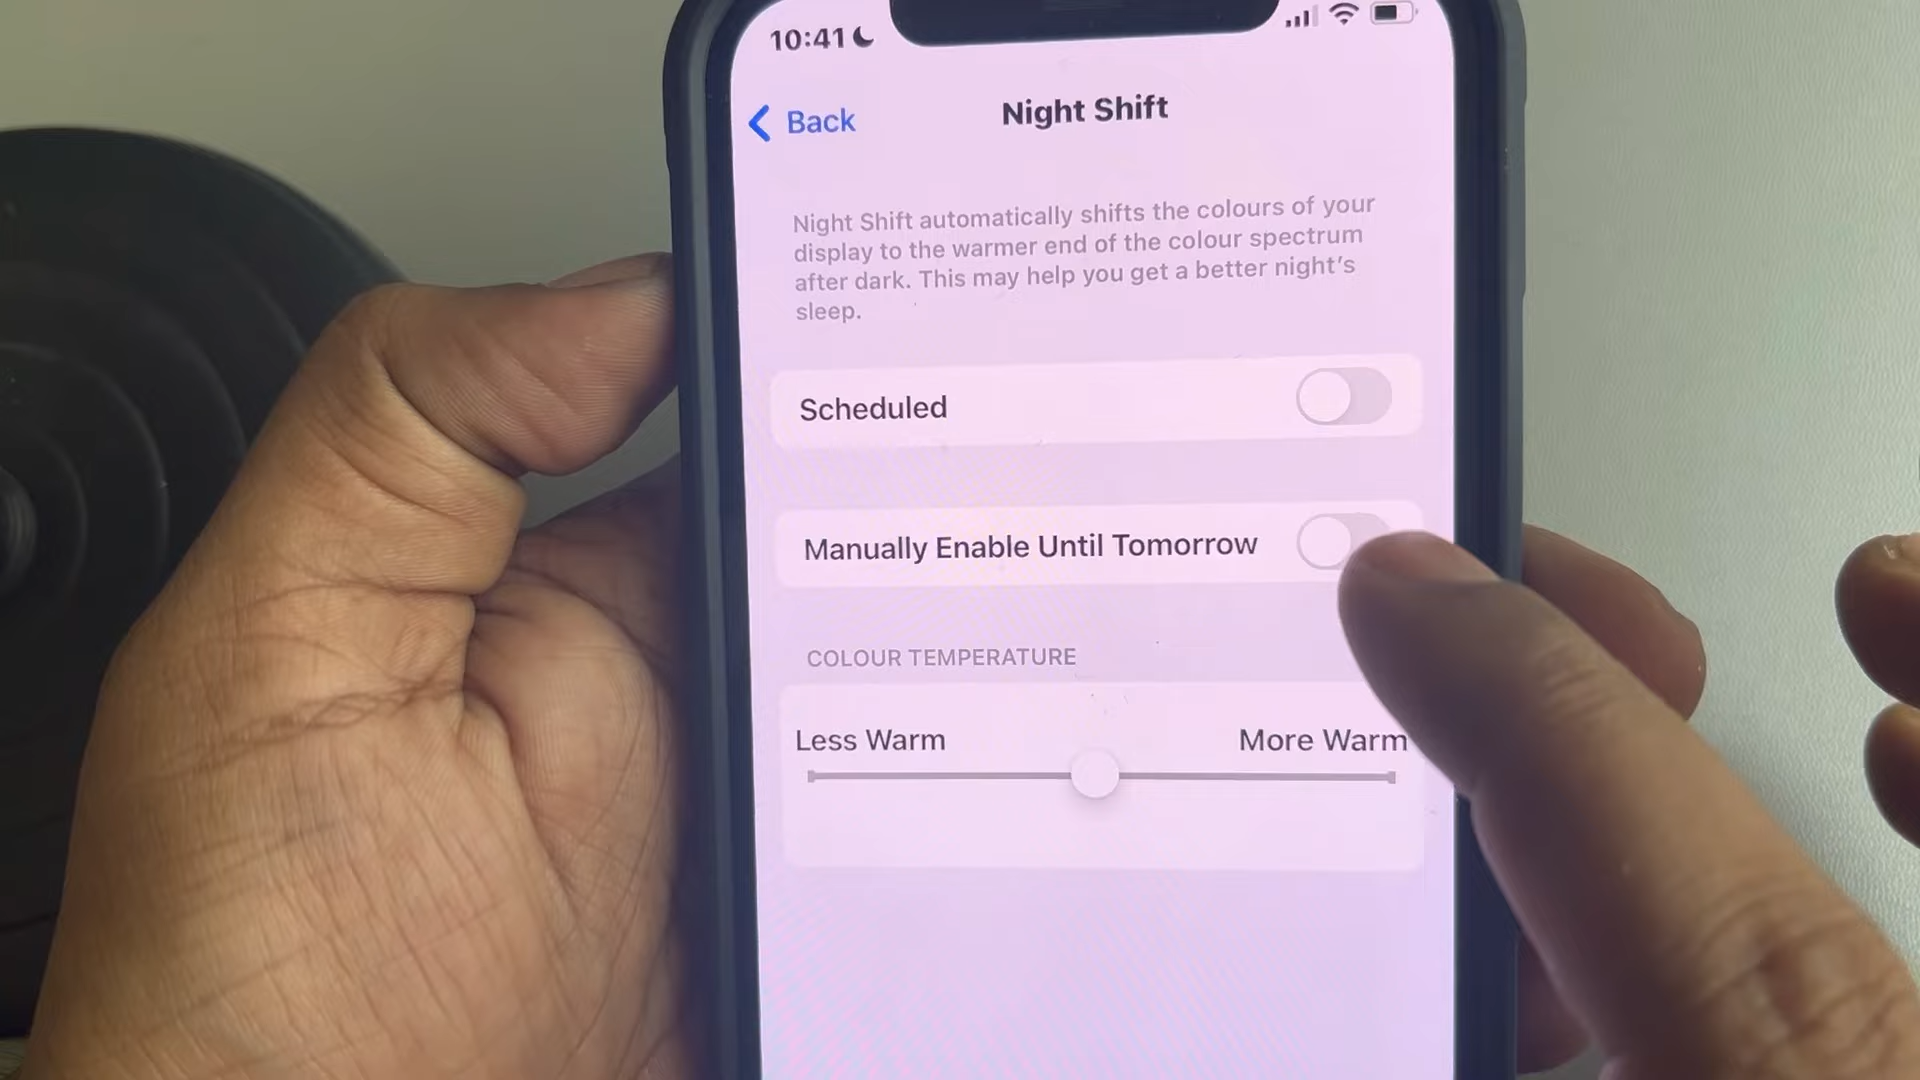 10:41
Back
Night Shift
Night Shift automatically shifts the colours of your
display to the warmer end of the colour spectrum
after dark. This may help you get a better night's
sleep.
Scheduled
Manually Enable Until Tomorrow
COLOUR TEMPERATURE
Less Warm
More Warm